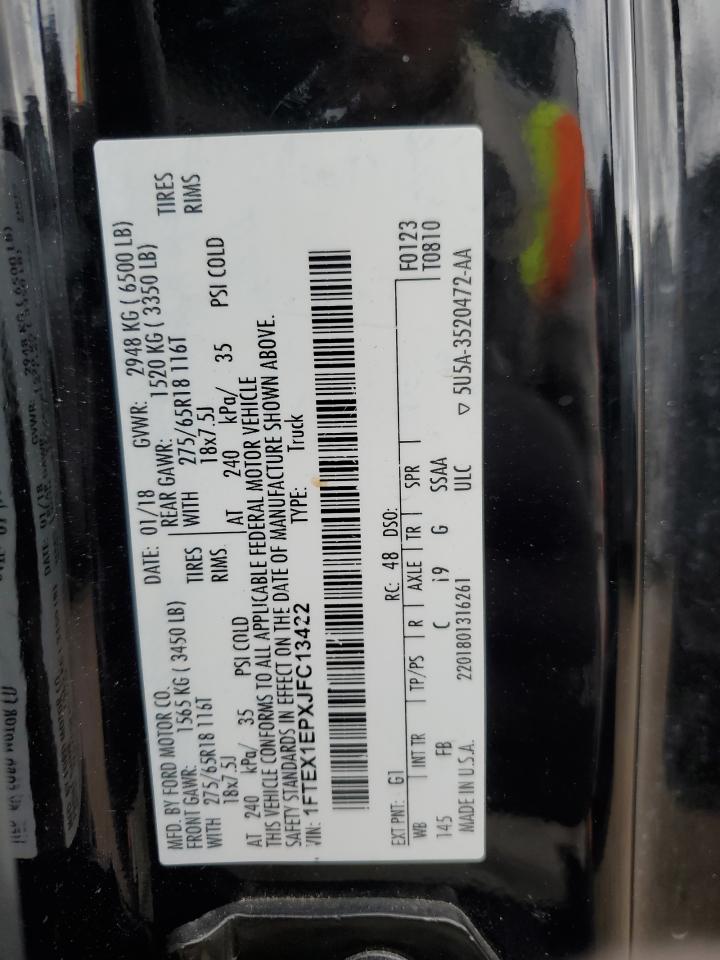 MFD. BY FORD MOTOR CO.
DATE: 01/18 GVWR: 2948 KG ( 6500 LB)
FRONT GAWR: 1565 KG ( 3450 LB) REAR GAWR: 1520 KG ( 3350 LB)
WITH 275/65R18 116T TIRES WITH 275/65R18 116T TIRES
18x7.5J RIMS 18x7.5J RIMS
AT 240 kPa/ 35 PSI COLD AT 240 kPa/ 35 PSI COLD
THIS VEHICLE CONFORMS TO ALL APPLICABLE FEDERAL MOTOR VEHICLE
SAFETY STANDARDS IN EFFECT ON THE DATE OF MANUFACTURE SHOWN ABOVE.
VIN: 1FTEX1EPXJFC13422 TYPE: Truck
EXT PNT: G1 RC: 48 DSO: F0123
WB INT TR TP/PS R AXLE TR SPR T0810
145 FB C i9 G SSAA
MADE IN U.S.A. 2201801316261 ULC ▽ 5U5A-3520472-AA